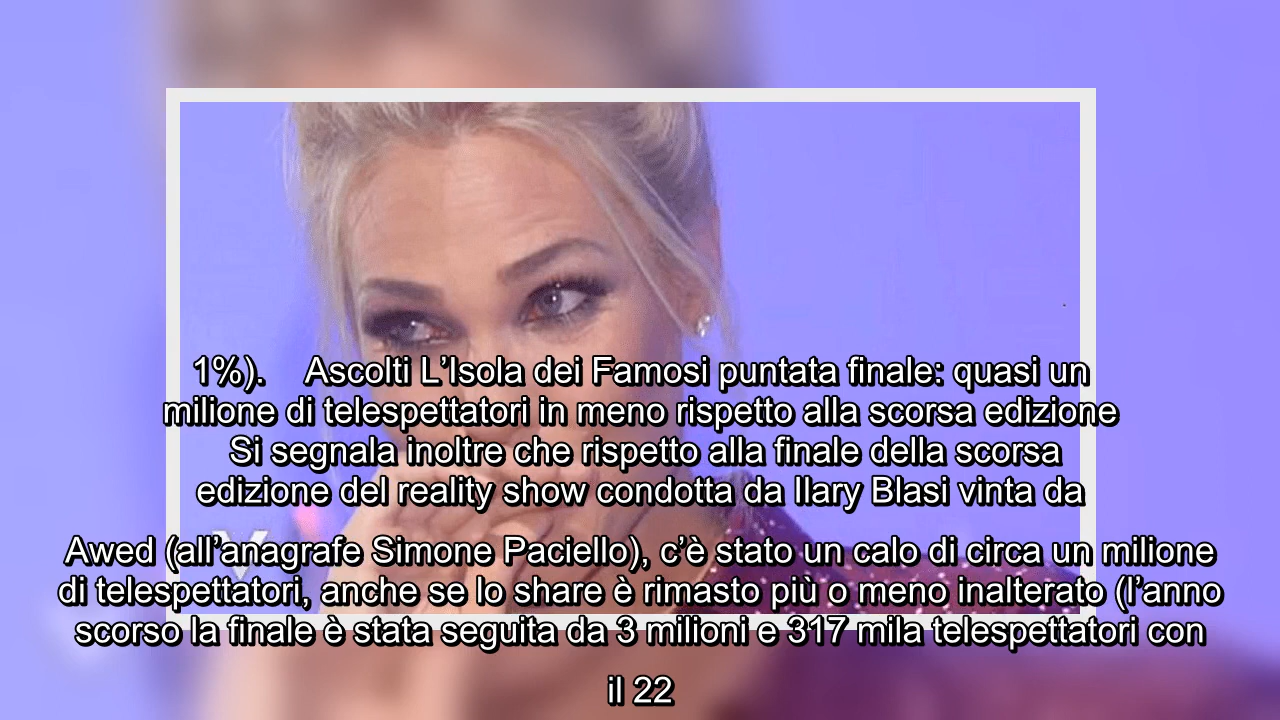 1%). Ascolti L’Isola dei Famosi puntata finale: quasi un
milione di telespettatori in meno rispetto alla scorsa edizione
Si segnala inoltre che rispetto alla finale della scorsa
edizione del reality show condotta da Ilary Blasi vinta da
Awed (all’anagrafe Simone Paciello), c’è stato un calo di circa un milione
di telespettatori, anche se lo share è rimasto più o meno inalterato (l’anno
scorso la finale è stata seguita da 3 milioni e 317 mila telespettatori con
il 22